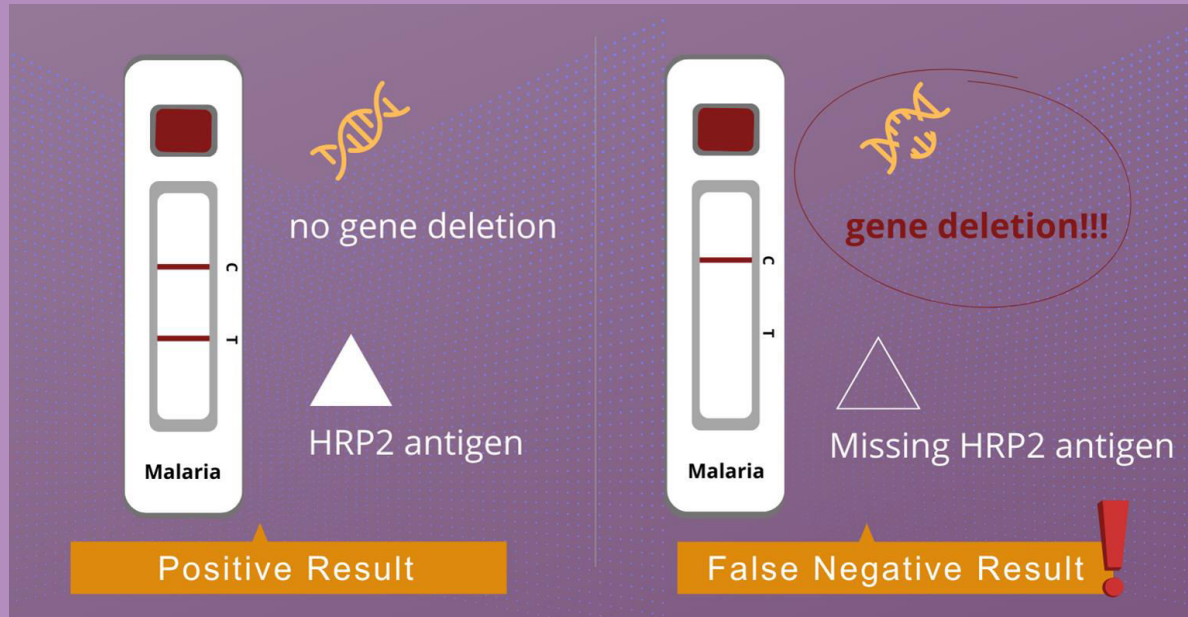 no gene deletion
C
T
HRP2 antigen
Malaria
Positive Result
gene deletion!!!
C
T
Missing HRP2 antigen
Malaria
False Negative Result